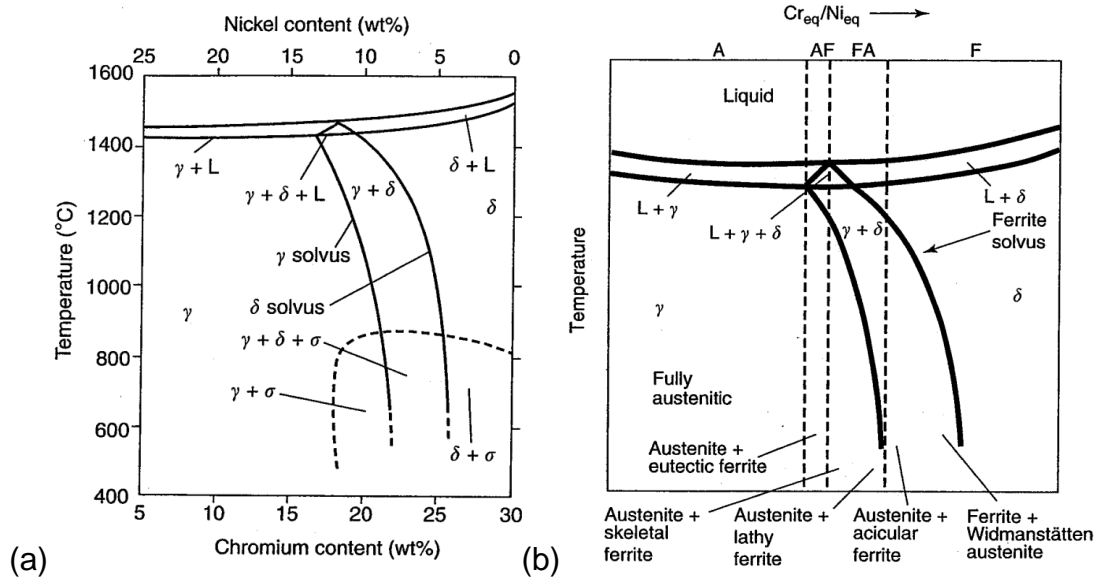 Nickel content (wt%)
25 20 15 10 5 0
1600
1400
1200
1000
800
600
400
Temperature (°C)
γ + L
γ + δ + L
γ + δ
δ + L
δ
γ solvus
δ solvus
γ
γ + δ + σ
γ + σ
δ + σ
5 10 15 20 25 30
Chromium content (wt%)
(a)
Creq/Nieq
A AF FA F
Liquid
L + γ
L + γ + δ
γ + δ
L + δ
Ferrite
solvus
Temperature
γ
δ
Fully
austenitic
Austenite +
eutectic ferrite
Austenite +
skeletal
ferrite
Austenite +
lathy
ferrite
Austenite +
acicular
ferrite
Ferrite +
Widmanstätten
austenite
(b)